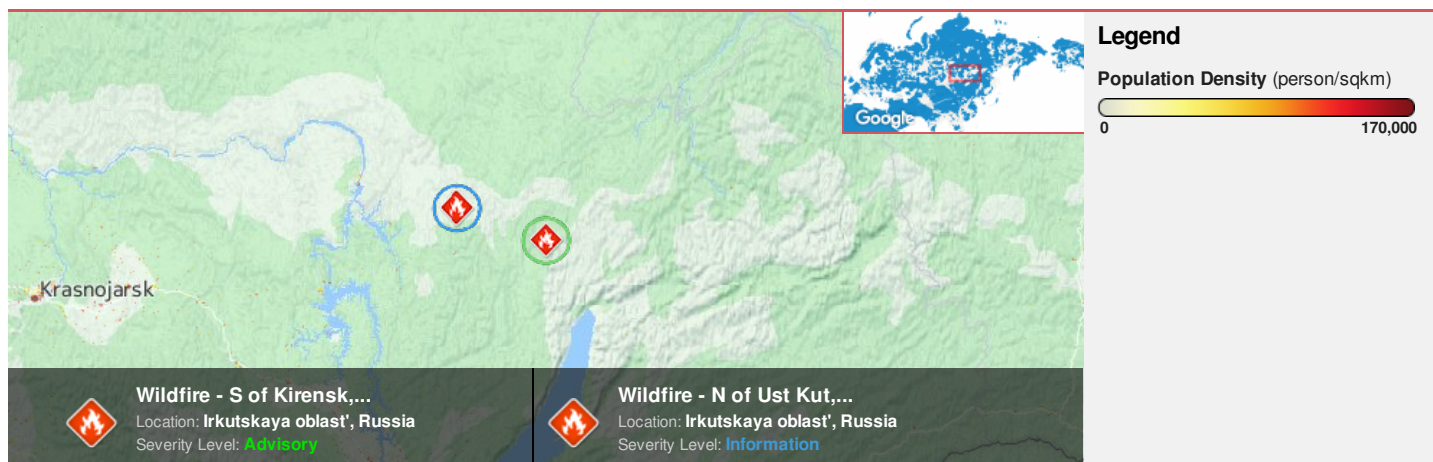 Legend
Population Density (person/sqkm)
0 170,000
Google
Krasnojarsk
Wildfire - S of Kirensk,...
Location: Irkutskaya oblast', Russia
Severity Level: Advisory
Wildfire - N of Ust Kut,...
Location: Irkutskaya oblast', Russia
Severity Level: Information